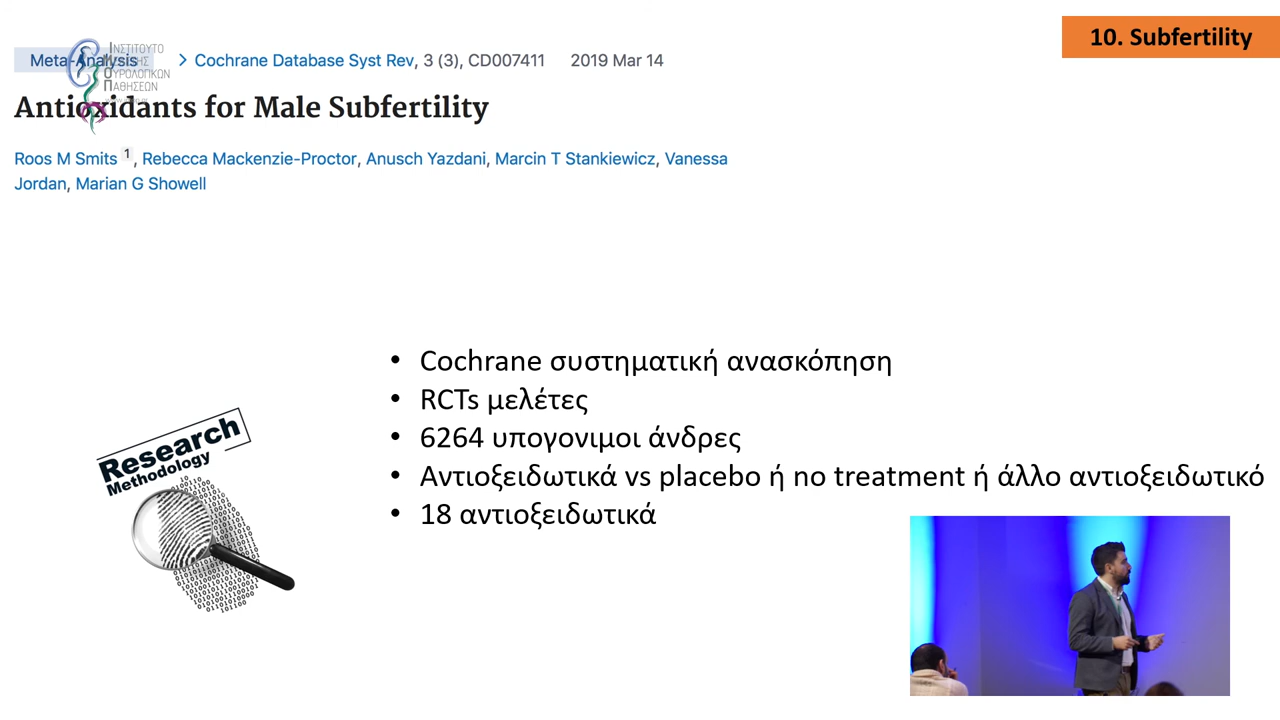 10. Subfertility
Meta-Analysis > Cochrane Database Syst Rev, 3 (3), CD007411 2019 Mar 14
ΙΝΣΤΙΤΟΥΤΟ
ΟΥΡΟΛΟΓΙΚΩΝ
ΠΑΘΗΣΕΩΝ
Antioxidants for Male Subfertility
Roos M Smits 1, Rebecca Mackenzie-Proctor, Anusch Yazdani, Marcin T Stankiewicz, Vanessa
Jordan, Marian G Showell
• Cochrane συστηματική ανασκόπηση
• RCTs μελέτες
• 6264 υπογονιμοι άνδρες
• Αντιοξειδωτικά vs placebo ή no treatment ή άλλο αντιοξειδωτικό
• 18 αντιοξειδωτικά
Research
Methodology